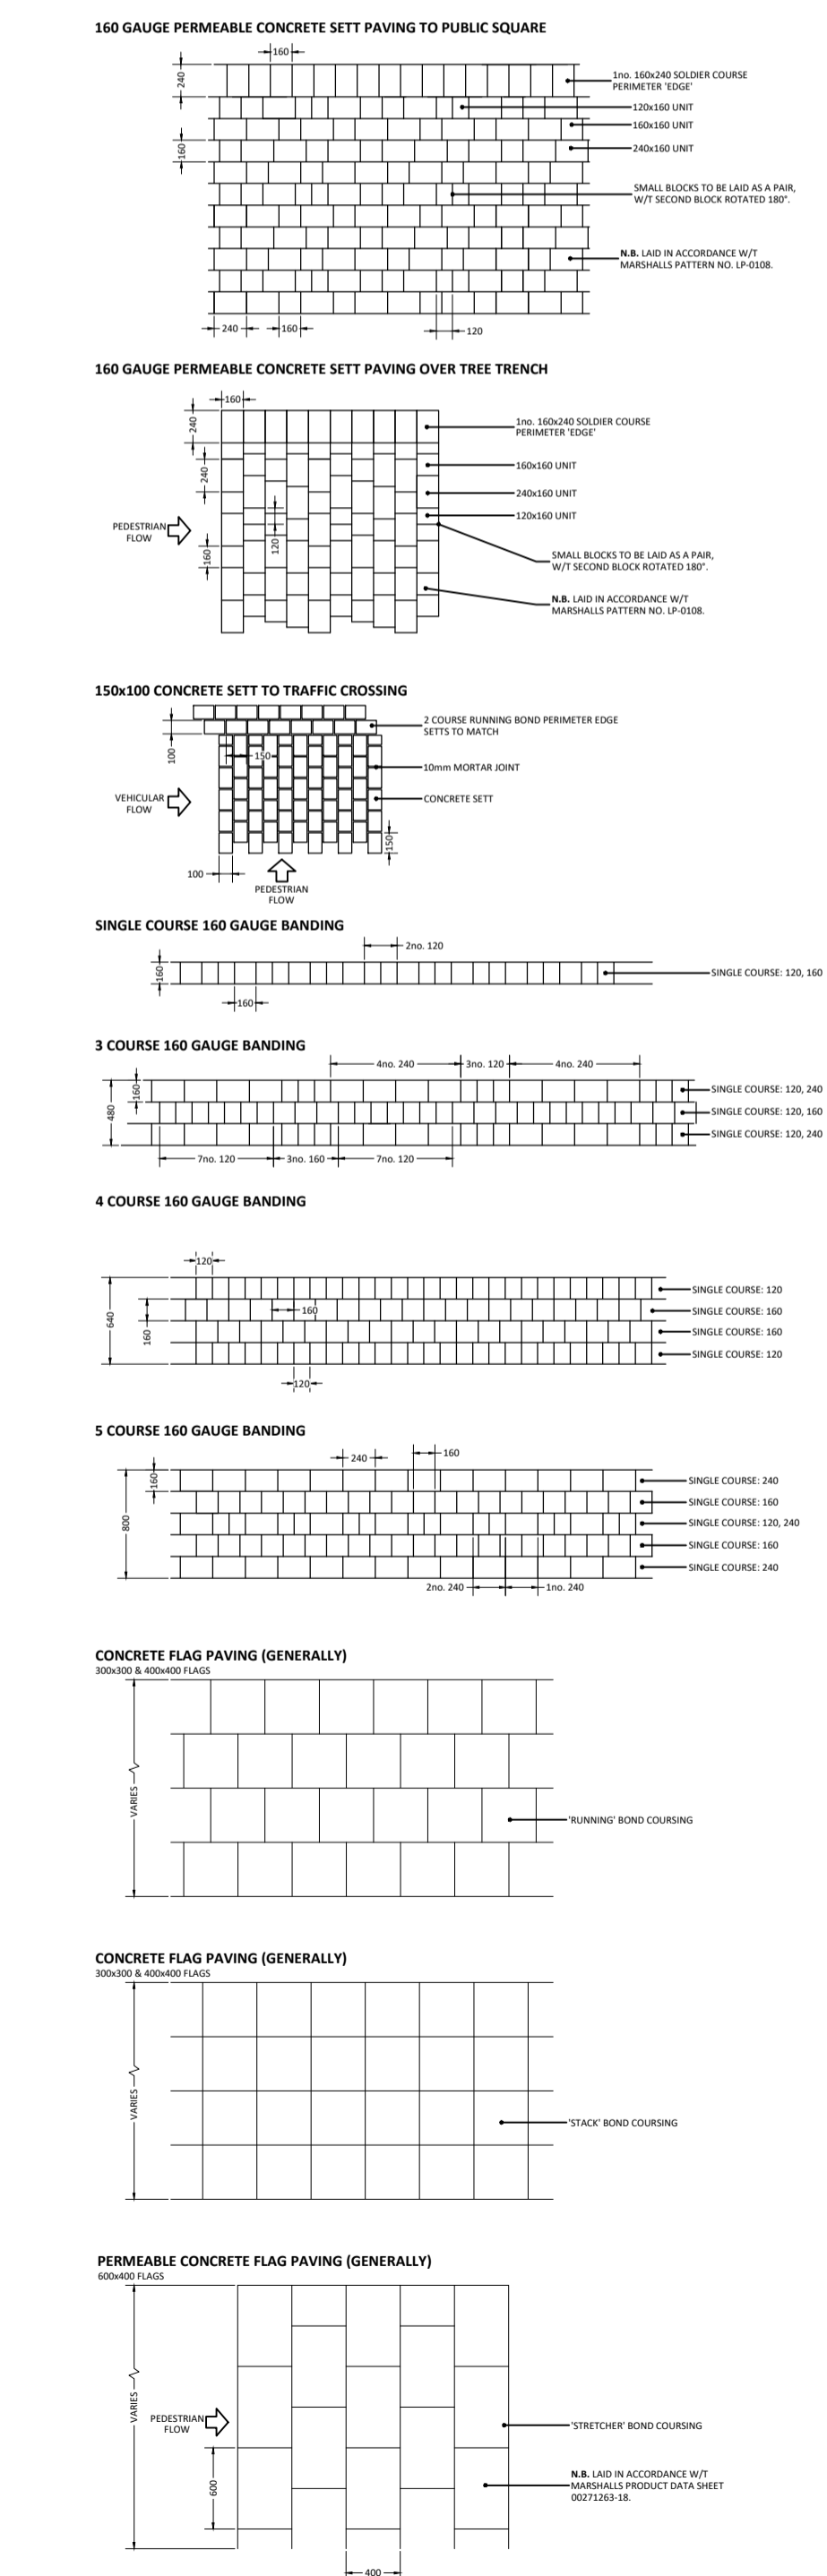 160 GAUGE PERMEABLE CONCRETE SETT PAVING TO PUBLIC SQUARE
160
240
1no. 160x240 SOLDIER COURSE
PERIMETER 'EDGE'
120x160 UNIT
160x160 UNIT
160
240x160 UNIT
SMALL BLOCKS TO BE LAID AS A PAIR,
W/T SECOND BLOCK ROTATED 180°.
N.B. LAID IN ACCORDANCE W/T
MARSHALLS PATTERN NO. LP-0108.
240
160
120
160 GAUGE PERMEABLE CONCRETE SETT PAVING OVER TREE TRENCH
160
240
1no. 160x240 SOLDIER COURSE
PERIMETER 'EDGE'
240
160x160 UNIT
240x160 UNIT
120x160 UNIT
PEDESTRIAN
FLOW
120
160
SMALL BLOCKS TO BE LAID AS A PAIR,
W/T SECOND BLOCK ROTATED 180°.
N.B. LAID IN ACCORDANCE W/T
MARSHALLS PATTERN NO. LP-0108.
150x100 CONCRETE SETT TO TRAFFIC CROSSING
2 COURSE RUNNING BOND PERIMETER EDGE
SETTS TO MATCH
100
150
10mm MORTAR JOINT
VEHICULAR
FLOW
CONCRETE SETT
150
100
PEDESTRIAN
FLOW
SINGLE COURSE 160 GAUGE BANDING
2no. 120
160
SINGLE COURSE: 120, 160
160
3 COURSE 160 GAUGE BANDING
4no. 240
3no. 120
4no. 240
160
480
SINGLE COURSE: 120, 240
SINGLE COURSE: 120, 160
SINGLE COURSE: 120, 240
7no. 120
3no. 160
7no. 120
4 COURSE 160 GAUGE BANDING
120
SINGLE COURSE: 120
640
160
160
SINGLE COURSE: 160
SINGLE COURSE: 160
SINGLE COURSE: 120
120
5 COURSE 160 GAUGE BANDING
240
160
160
800
SINGLE COURSE: 240
SINGLE COURSE: 160
SINGLE COURSE: 120, 240
SINGLE COURSE: 160
SINGLE COURSE: 240
2no. 240
1no. 240
CONCRETE FLAG PAVING (GENERALLY)
300x300 & 400x400 FLAGS
VARIES
'RUNNING' BOND COURSING
CONCRETE FLAG PAVING (GENERALLY)
300x300 & 400x400 FLAGS
VARIES
'STACK' BOND COURSING
PERMEABLE CONCRETE FLAG PAVING (GENERALLY)
600x400 FLAGS
VARIES
PEDESTRIAN
FLOW
'STRETCHER' BOND COURSING
600
N.B. LAID IN ACCORDANCE W/T
MARSHALLS PRODUCT DATA SHEET
00271263-18.
400